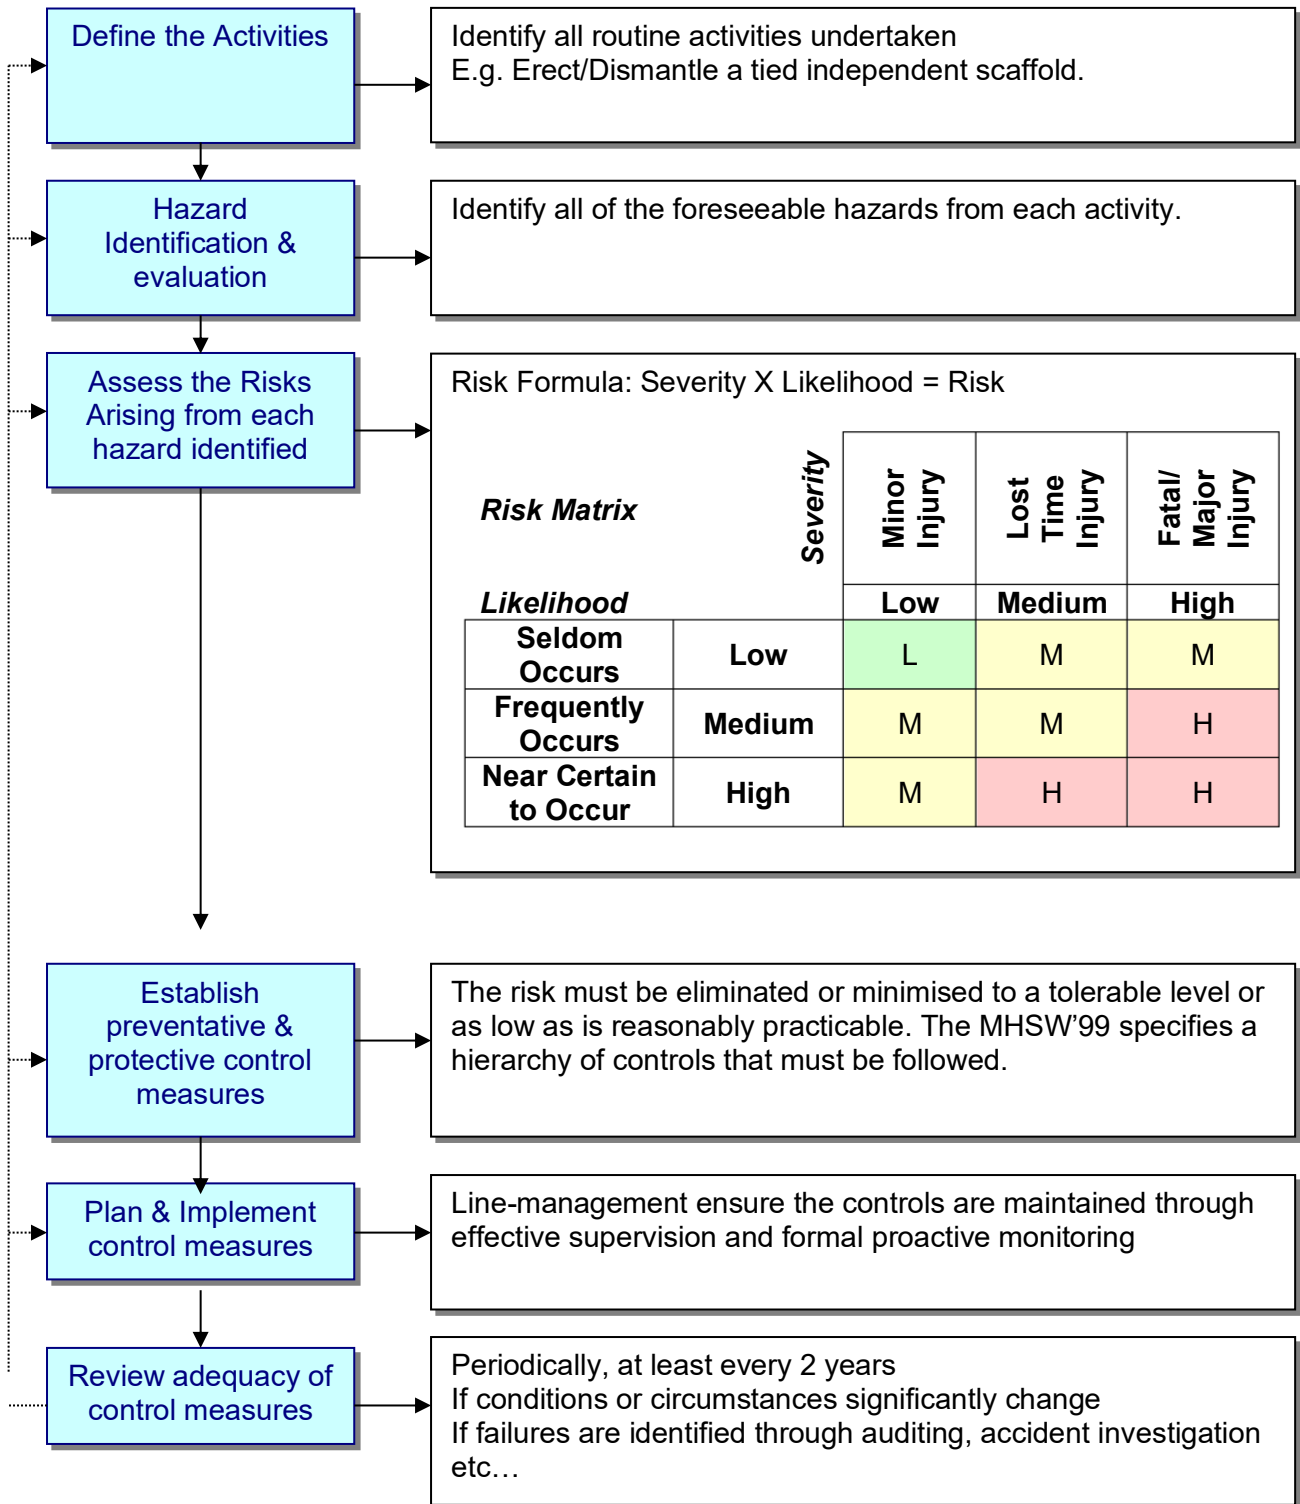 Define the Activities
Identify all routine activities undertaken
E.g. Erect/Dismantle a tied independent scaffold.
Hazard
Identification &
evaluation
Identify all of the foreseeable hazards from each activity.
Assess the Risks
Arising from each
hazard identified
Risk Formula: Severity X Likelihood = Risk
Risk Matrix
Severity
Minor
Injury
Lost
Time
Injury
Fatal/
Major
Injury
Likelihood
Low
Medium
High
Seldom
Occurs
Low
L
M
M
Frequently
Occurs
Medium
M
M
H
Near Certain
to Occur
High
M
H
H
Establish
preventative &
protective control
measures
The risk must be eliminated or minimised to a tolerable level or
as low as is reasonably practicable. The MHSW’99 specifies a
hierarchy of controls that must be followed.
Plan & Implement
control measures
Line-management ensure the controls are maintained through
effective supervision and formal proactive monitoring
Review adequacy of
control measures
Periodically, at least every 2 years
If conditions or circumstances significantly change
If failures are identified through auditing, accident investigation
etc…